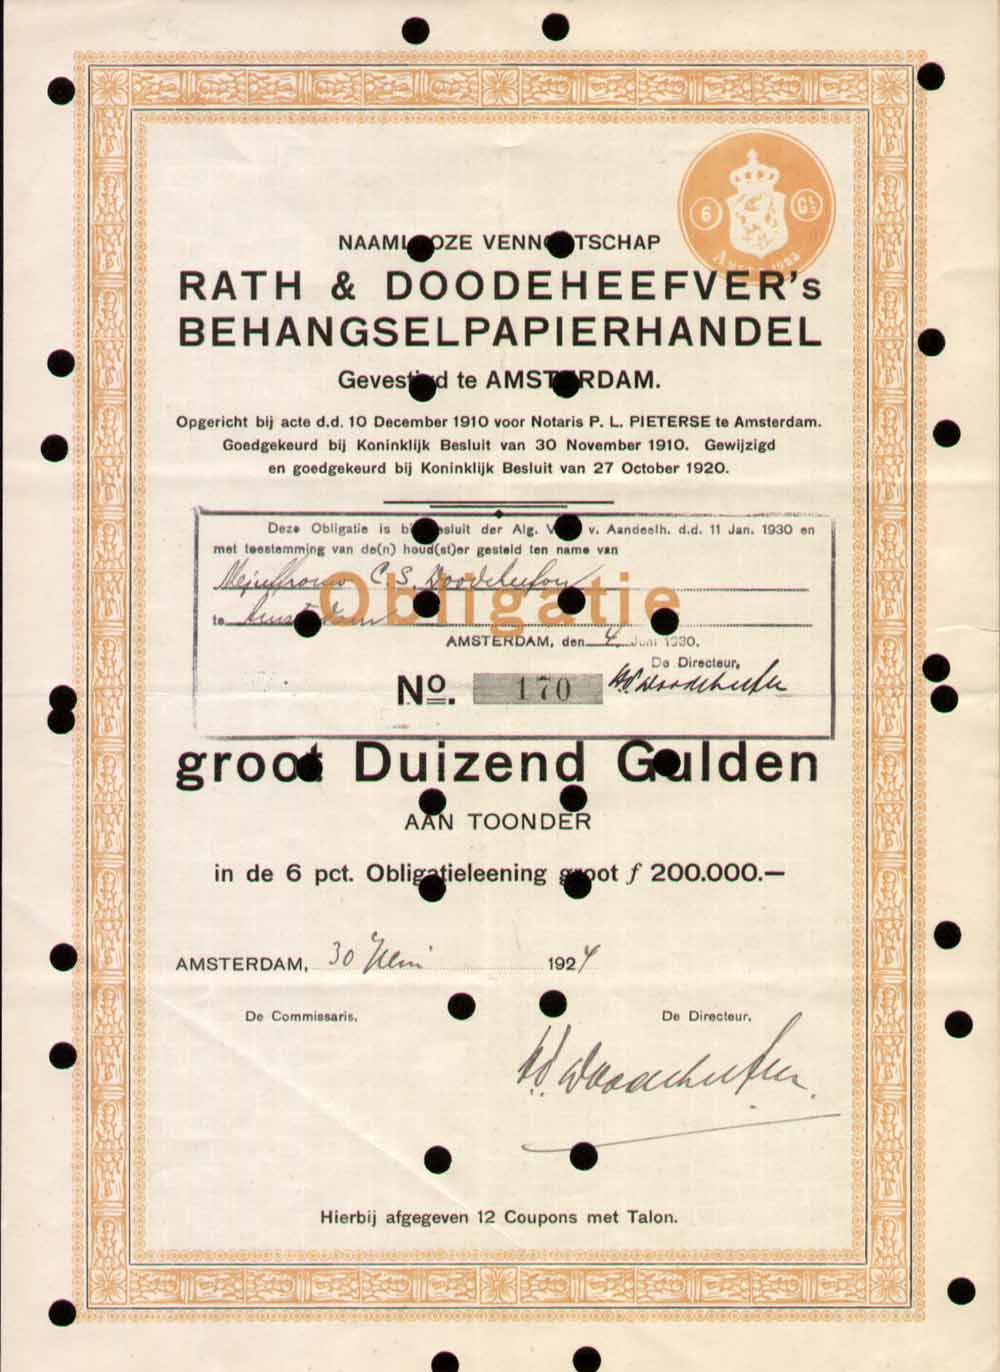 6 Gls
NAAMLOOZE VENNOOTSCHAP
RATH & DOODEHEEFVER's
BEHANGSELPAPIERHANDEL
Gevestigd te AMSTERDAM.
Opgericht bij acte d.d. 10 December 1910 voor Notaris P. L. PIETERSE te Amsterdam.
Goedgekeurd bij Koninklijk Besluit van 30 November 1910. Gewijzigd
en goedgekeurd bij Koninklijk Besluit van 27 October 1920.
Deze Obligatie is bij besluit der Alg. v. Aandeelh. d.d. 11 Jan. 1930 en
met toestemming van de(n) houd(st)er gesteld ten name van
Mejuffrouw C. S. Doodeheefver
Obligatie
te Amsterdam
AMSTERDAM, den 4 Juni 1930.
De Directeur,
No. 170
groot Duizend Gulden
AAN TOONDER
in de 6 pct. Obligatieleening groot ƒ 200.000.—
AMSTERDAM, 30 Juni 1924
De Commissaris, De Directeur,
Doodeheefver
Hierbij afgegeven 12 Coupons met Talon.